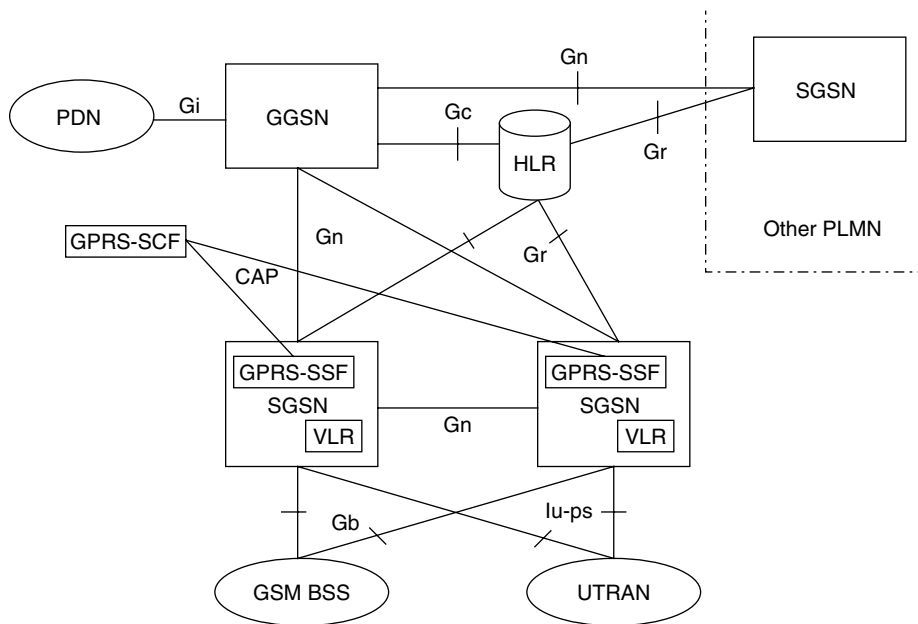 Gn
SGSN
PDN
Gi
GGSN
Gc
HLR
Gr
Other PLMN
GPRS-SCF
CAP
Gn
Gr
GPRS-SSF
SGSN
VLR
Gn
GPRS-SSF
SGSN
VLR
Gb
Iu-ps
GSM BSS
UTRAN